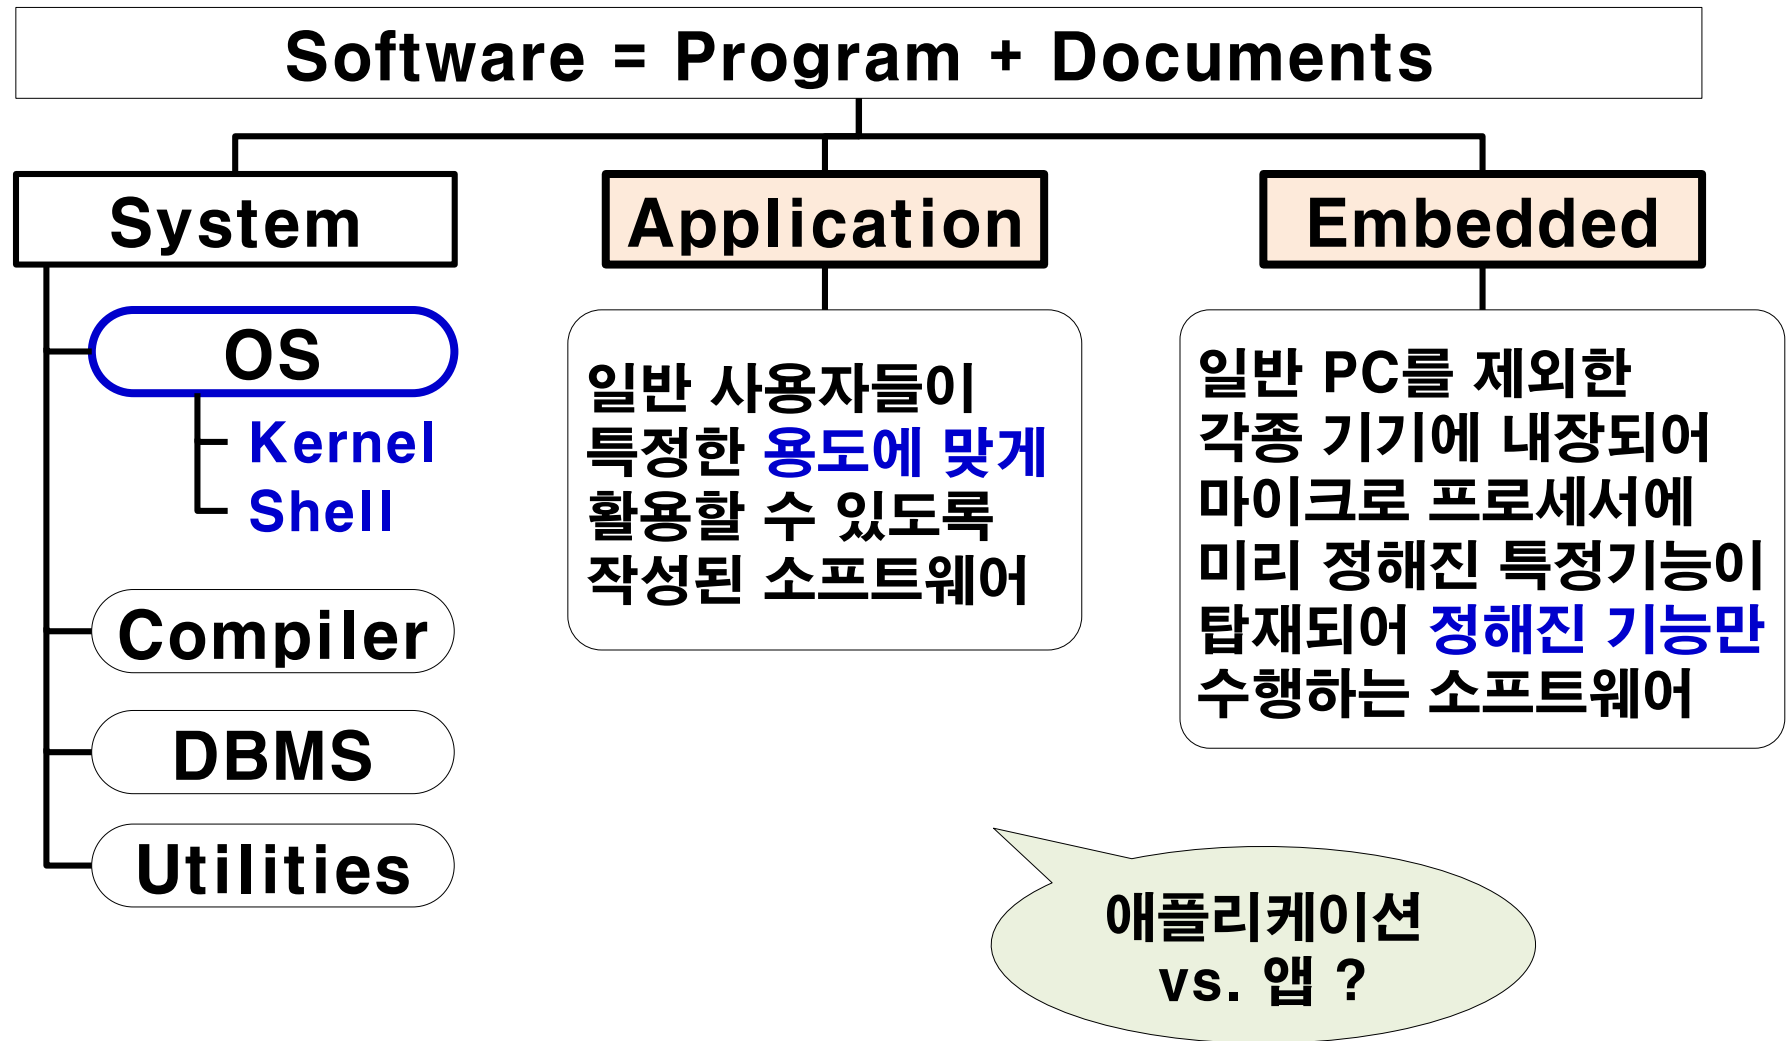 Software = Program + Documents
System
OS
Kernel
Shell
Compiler
DBMS
Utilities
Application
일반 사용자들이
특정한 용도에 맞게
활용할 수 있도록
작성된 소프트웨어
Embedded
일반 PC를 제외한
각종 기기에 내장되어
마이크로 프로세서에
미리 정해진 특정기능이
탑재되어 정해진 기능만
수행하는 소프트웨어
애플리케이션
vs. 앱 ?